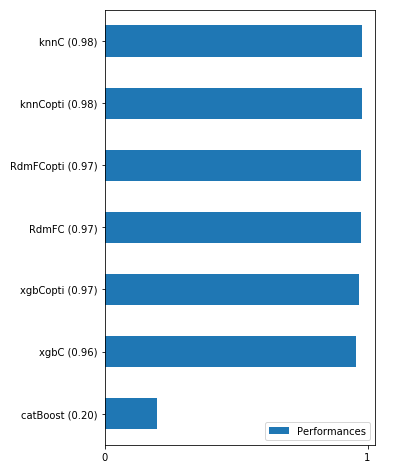 knnC (0.98)
knnCopti (0.98)
RdmFCopti (0.97)
RdmFC (0.97)
xgbCopti (0.97)
xgbC (0.96)
catBoost (0.20)
Performances
0 1